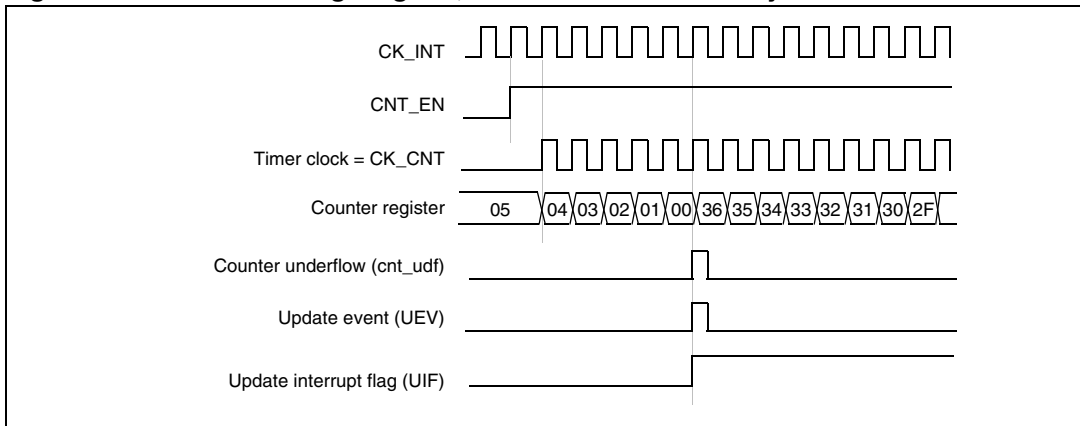 CK_INT
CNT_EN
Timer clock = CK_CNT
Counter register 05 04 03 02 01 00 36 35 34 33 32 31 30 2F
Counter underflow (cnt_udf)
Update event (UEV)
Update interrupt flag (UIF)